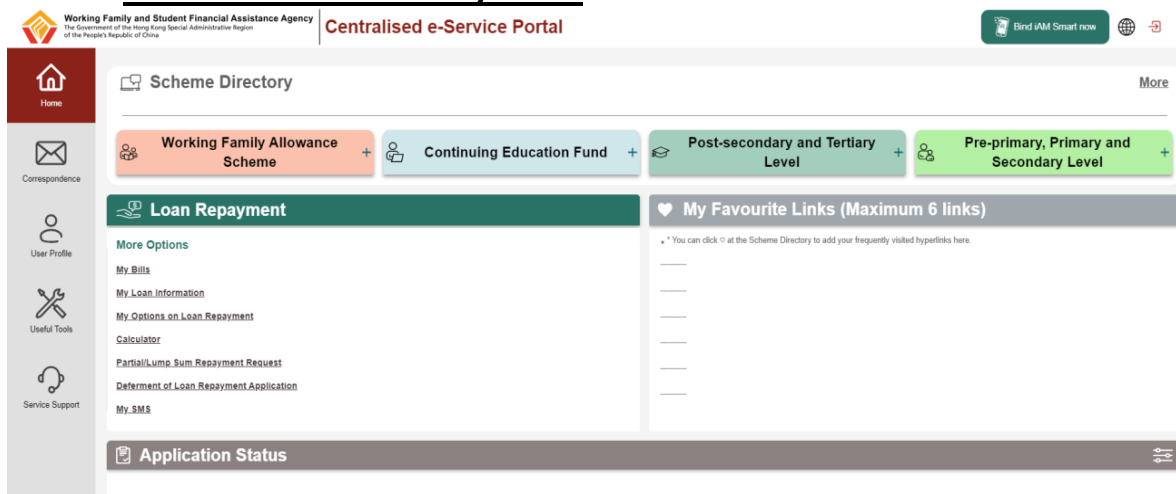 Working Family and Student Financial Assistance Agency
The Government of the Hong Kong Special Administrative Region
of the People's Republic of China
Centralised e-Service Portal
Bind iAM Smart now
Home
Scheme Directory
More
Working Family Allowance
Scheme
+
Continuing Education Fund
+
Post-secondary and Tertiary
Level
+
Pre-primary, Primary and
Secondary Level
+
Correspondence
User Profile
Useful Tools
Service Support
Loan Repayment
More Options
My Bills
My Loan Information
My Options on Loan Repayment
Calculator
Partial/Lump Sum Repayment Request
Deferment of Loan Repayment Application
My SMS
My Favourite Links (Maximum 6 links)
* You can click ♡ at the Scheme Directory to add your frequently visited hyperlinks here.
Application Status